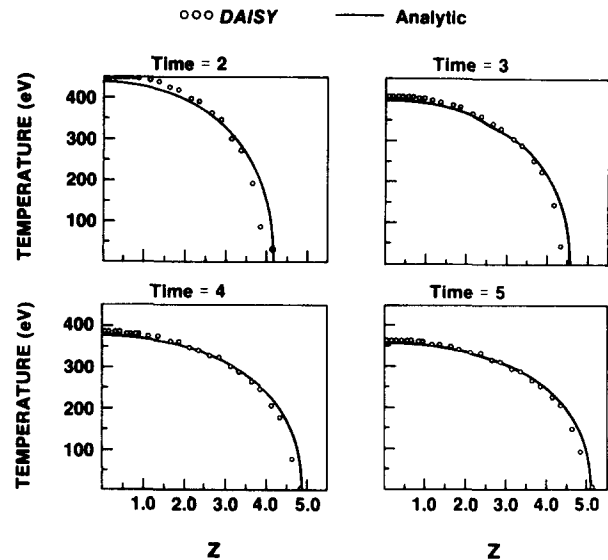 ○○○ DAISY —— Analytic
Time = 2
Time = 3
TEMPERATURE (eV)
400
300
200
100
Time = 4
Time = 5
TEMPERATURE (eV)
400
300
200
100
1.0 2.0 3.0 4.0 5.0
1.0 2.0 3.0 4.0 5.0
Z
Z